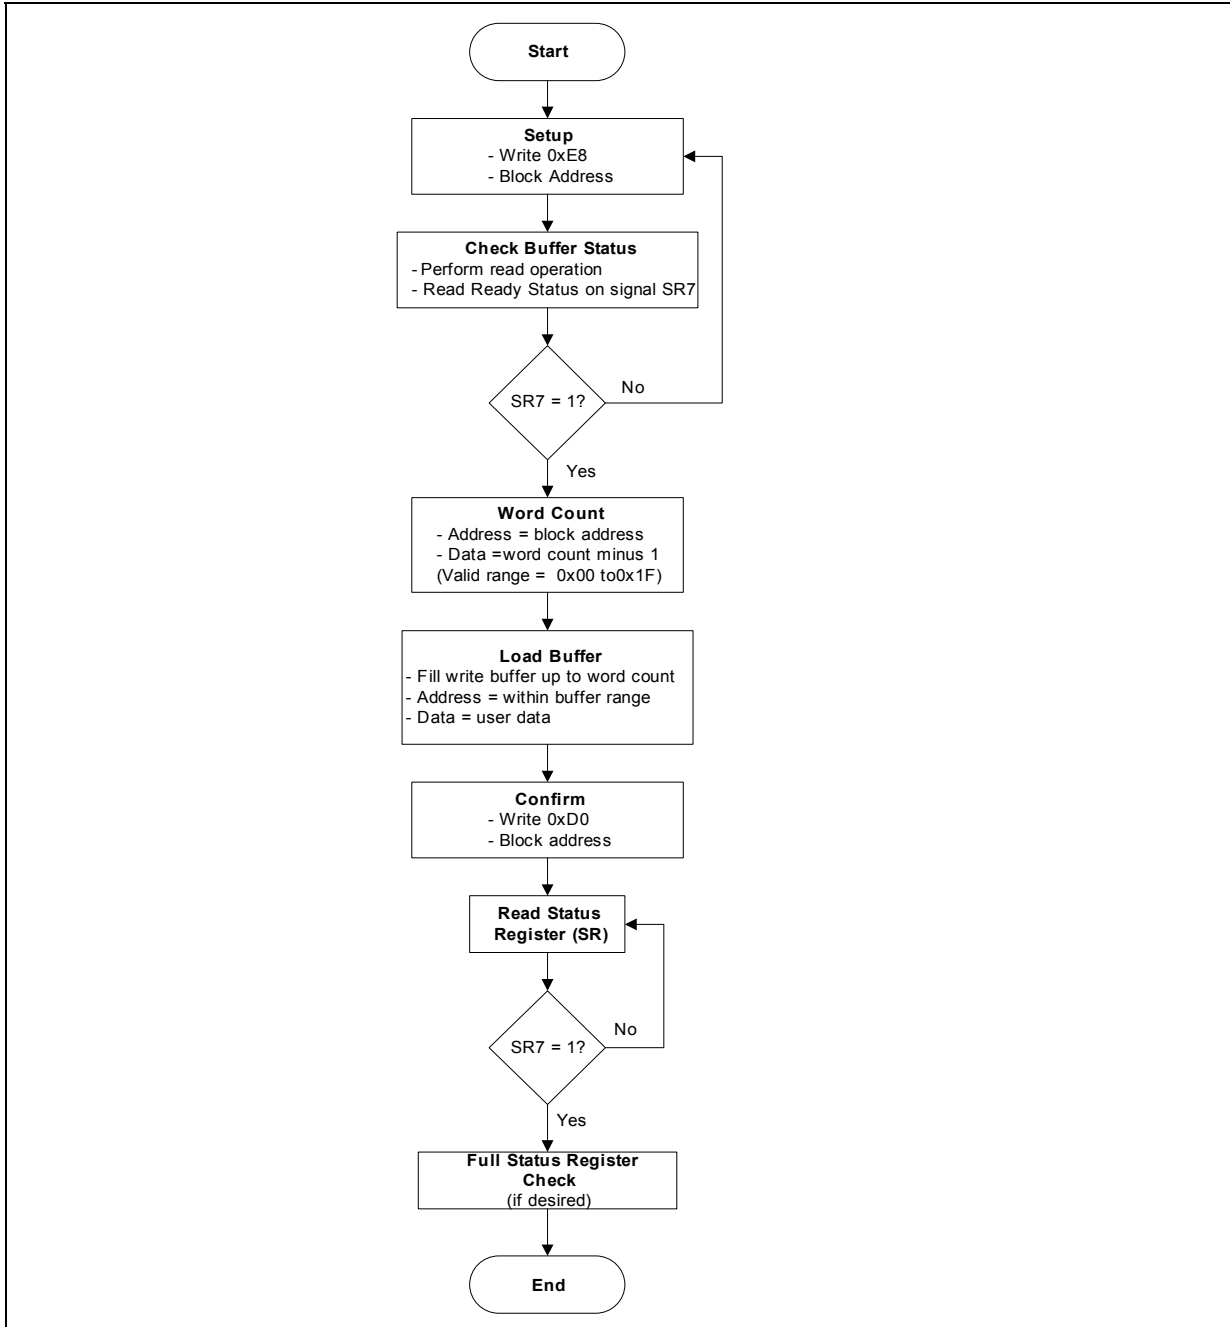 Start
Setup
- Write 0xE8
- Block Address
Check Buffer Status
- Perform read operation
- Read Ready Status on signal SR7
SR7 = 1?
No
Yes
Word Count
- Address = block address
- Data =word count minus 1
(Valid range =  0x00 to0x1F)
Load Buffer
- Fill write buffer up to word count
- Address = within buffer range
- Data = user data
Confirm
- Write 0xD0
- Block address
Read Status
Register (SR)
SR7 = 1?
No
Yes
Full Status Register
Check
(if desired)
End